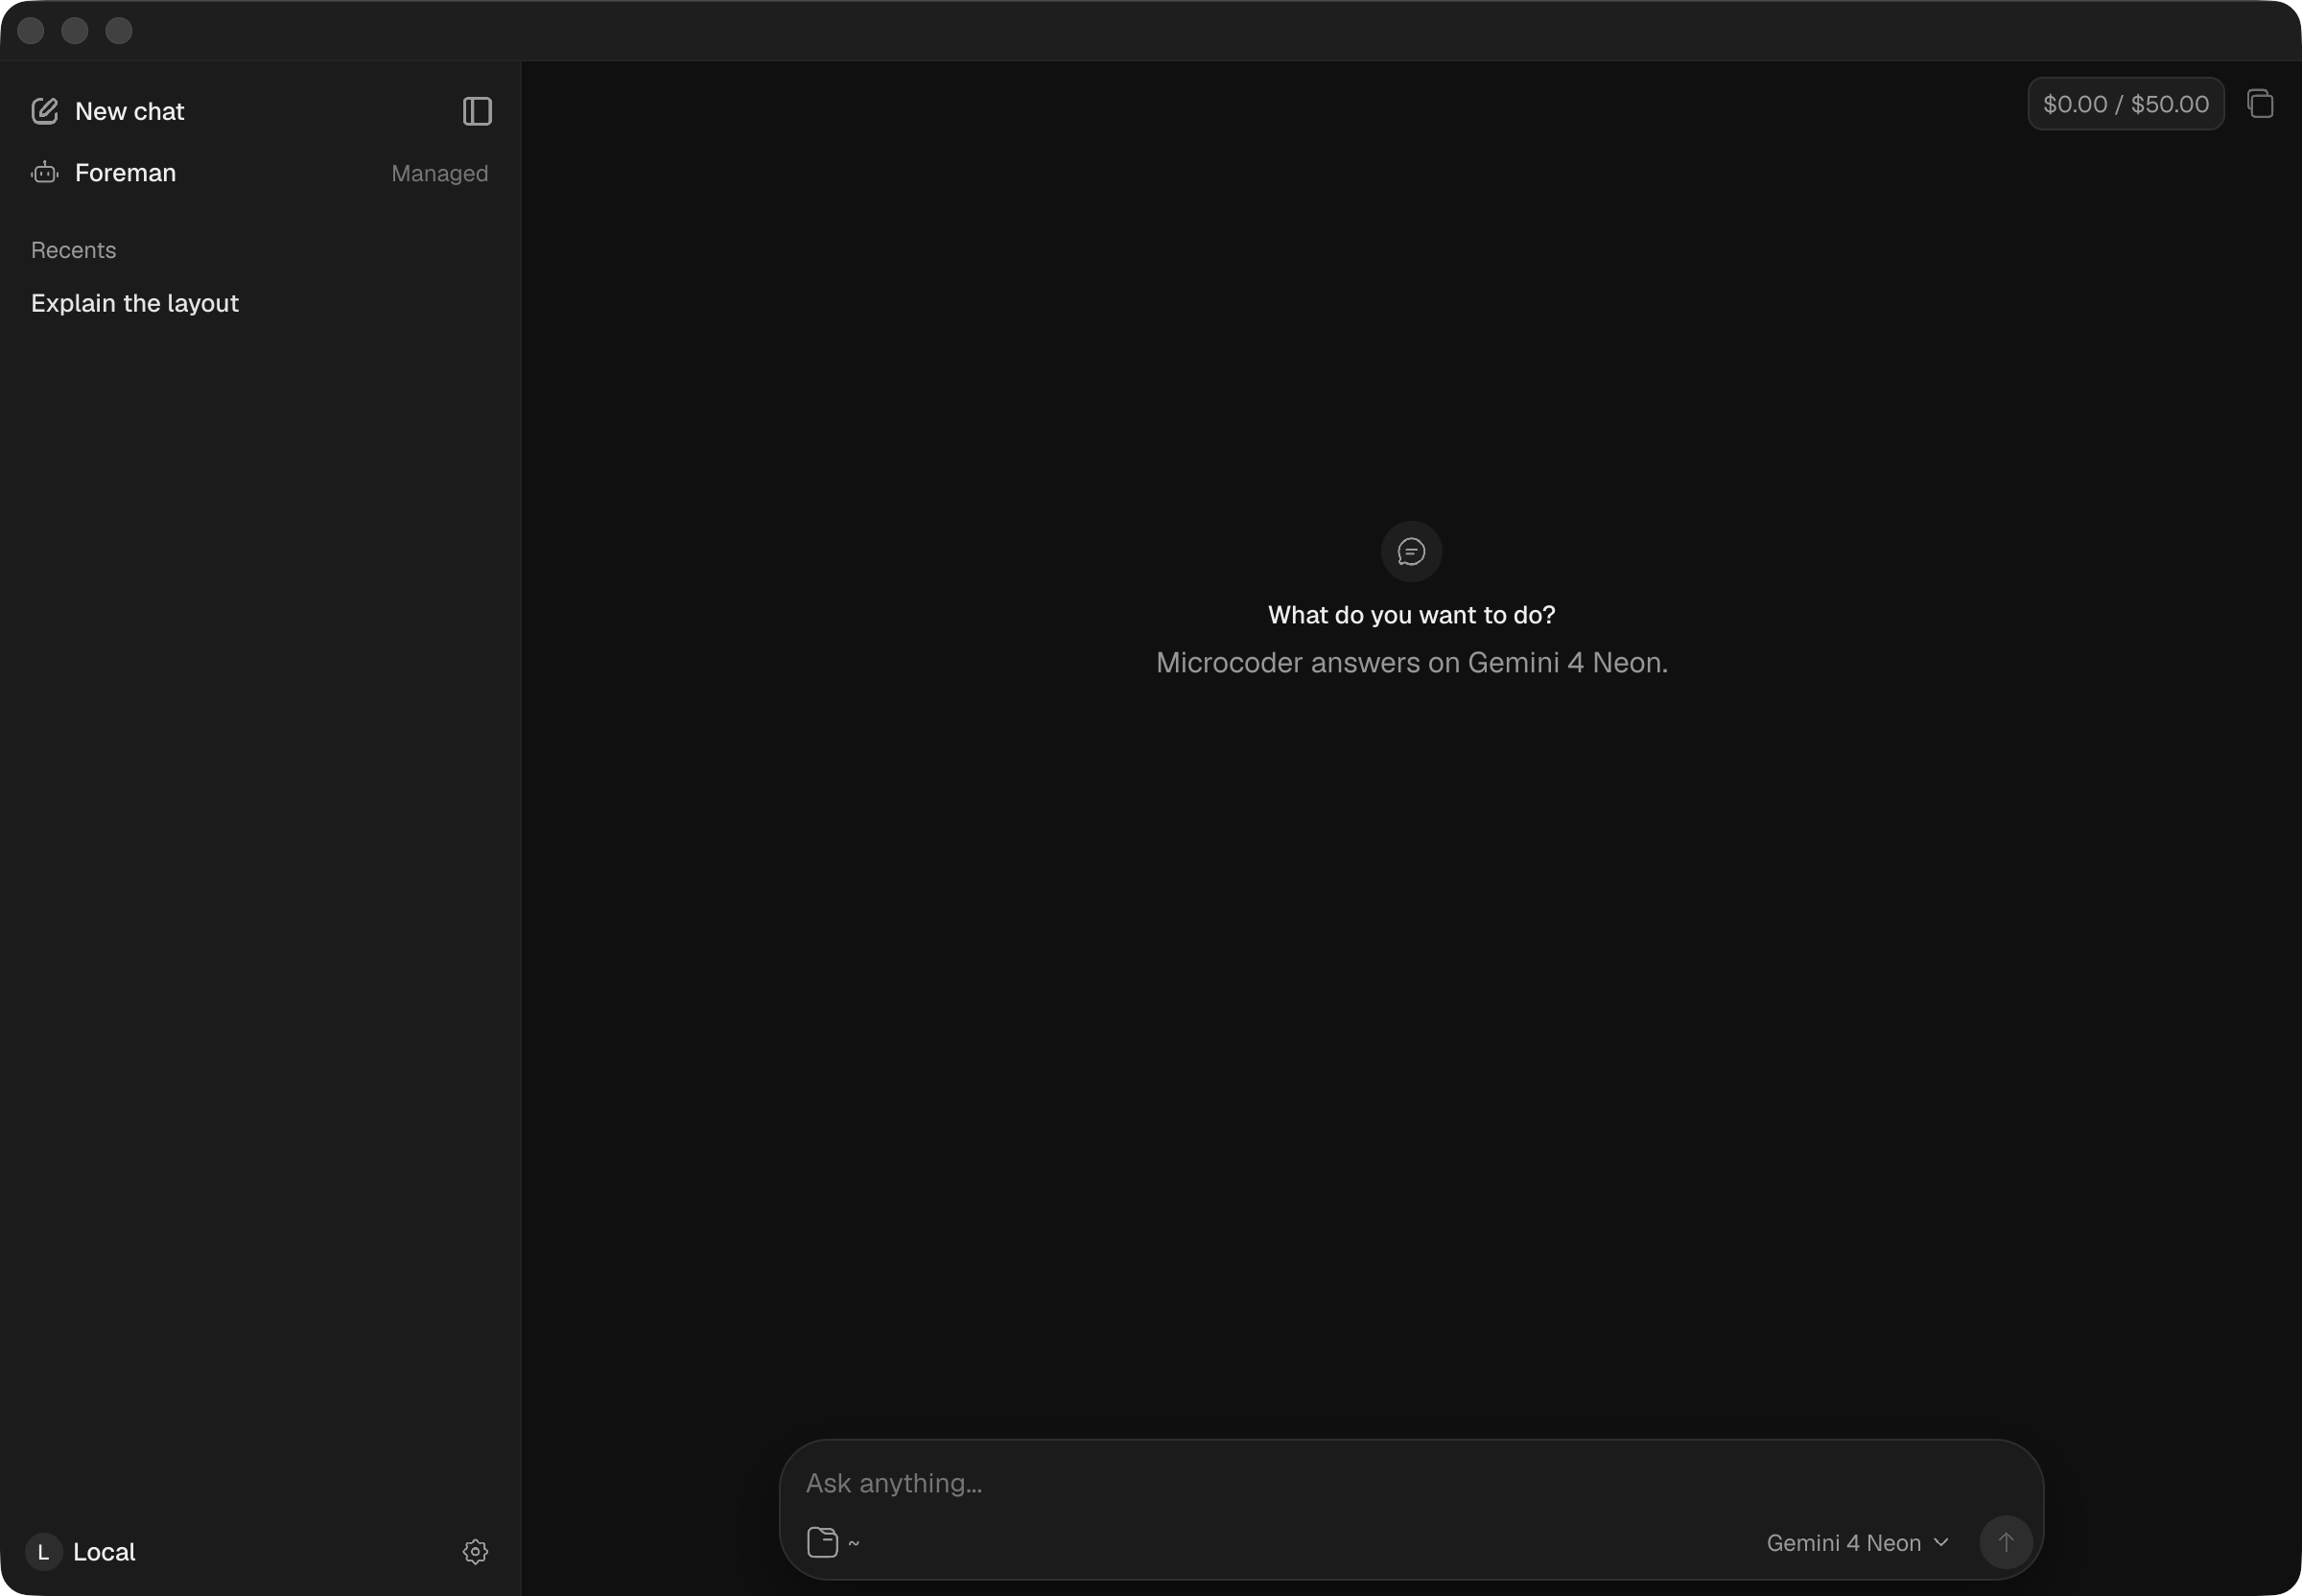 New chat
Foreman
Managed
Recents
Explain the layout
$0.00 / $50.00
What do you want to do?
Microcoder answers on Gemini 4 Neon.
Ask anything...
~
Gemini 4 Neon
L
Local